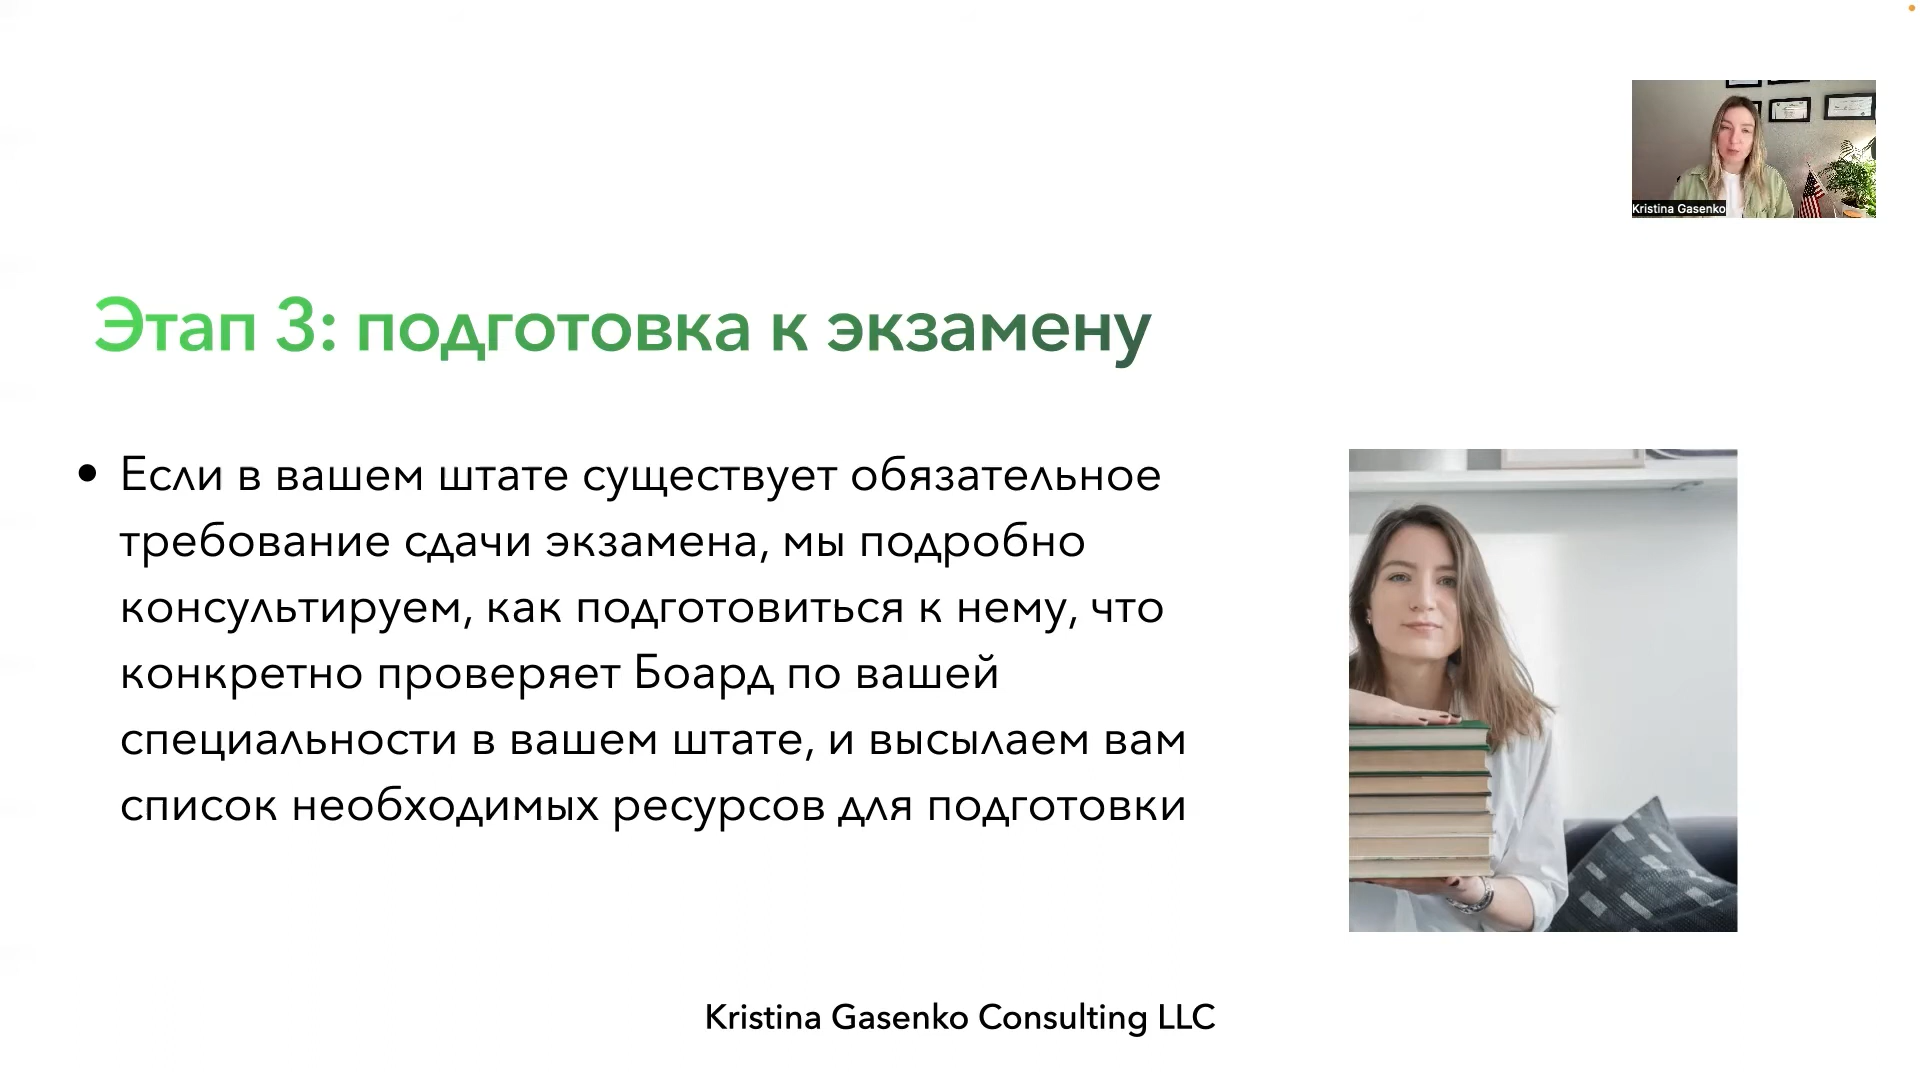 Kristina Gasenko
Этап 3: подготовка к экзамену
• Если в вашем штате существует обязательное
требование сдачи экзамена, мы подробно
консультируем, как подготовиться к нему, что
конкретно проверяет Боард по вашей
специальности в вашем штате, и высылаем вам
список необходимых ресурсов для подготовки
Kristina Gasenko Consulting LLC